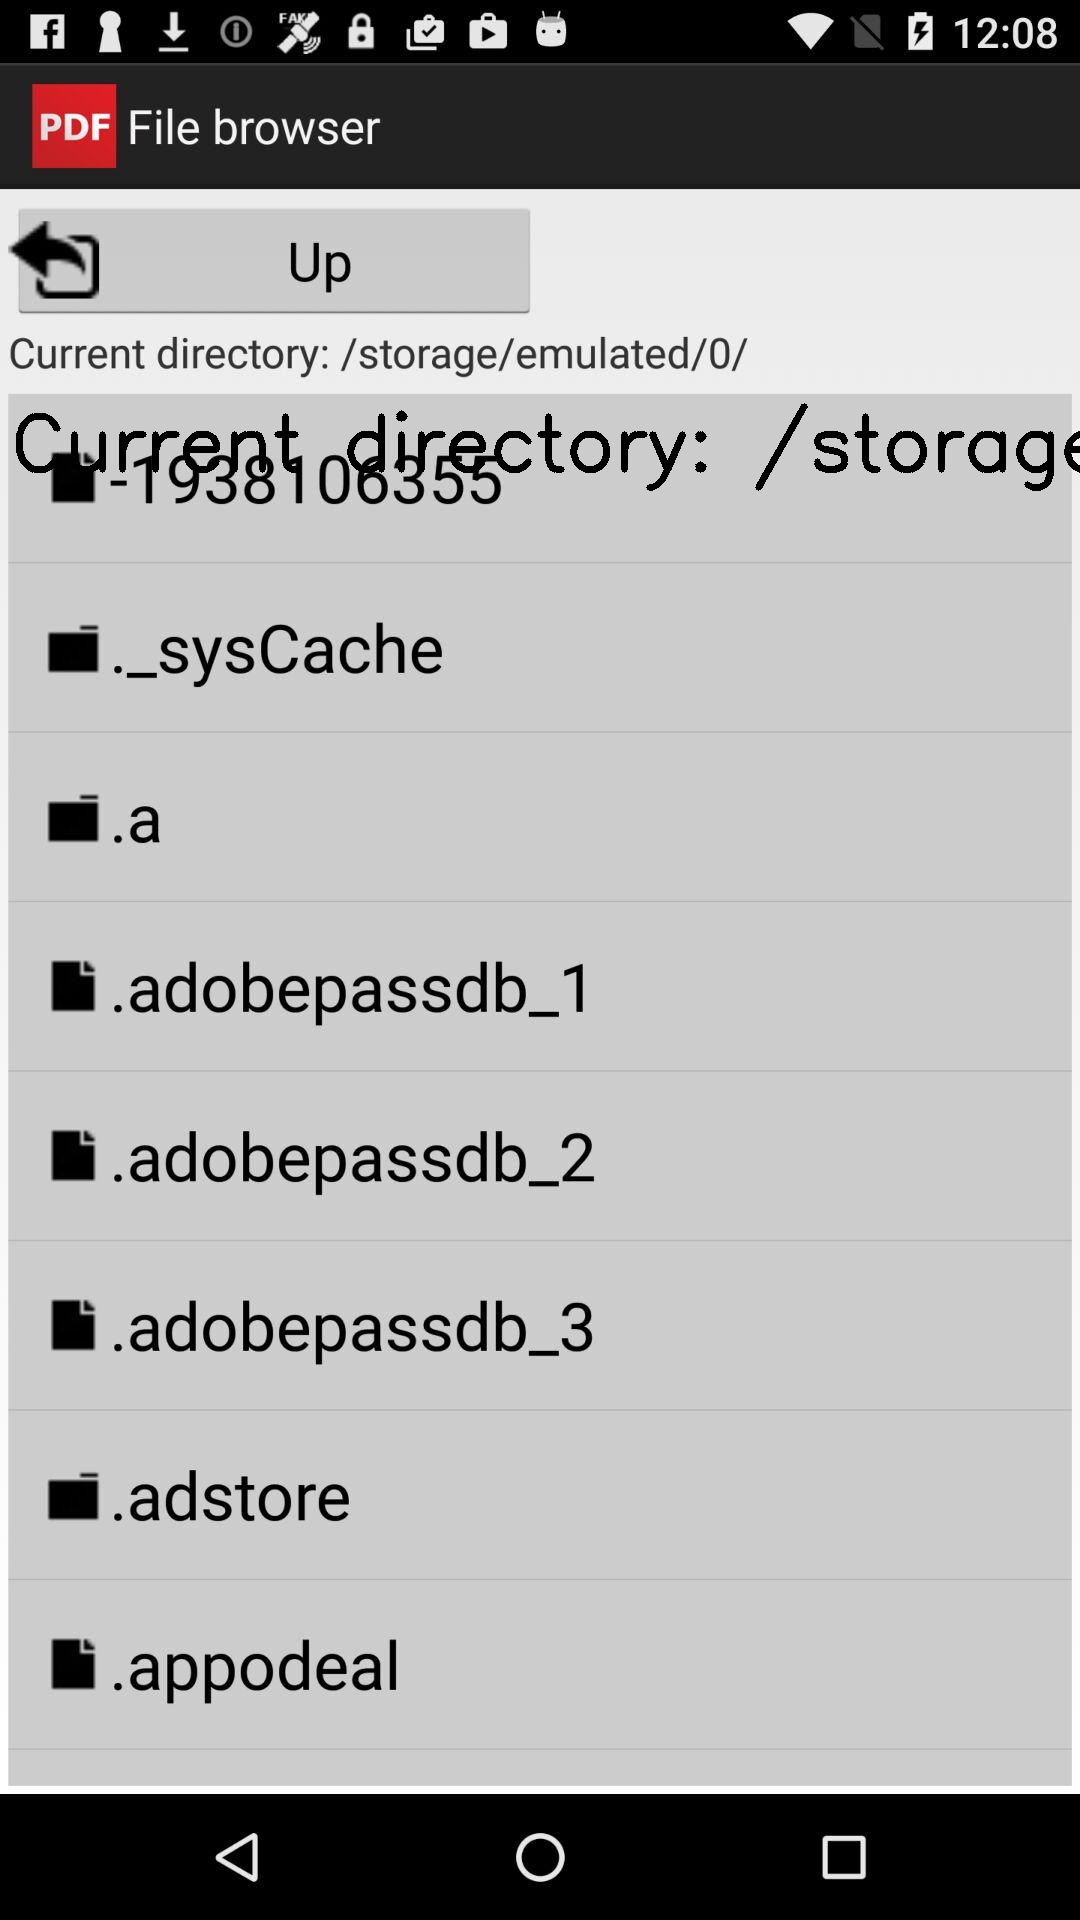 FAKE
12:08
PDF File browser
Up
Current directory: /storage/emulated/0/
Current directory: /storage
-1938106355
._sysCache
.a
.adobepassdb_1
.adobepassdb_2
.adobepassdb_3
.adstore
.appodeal